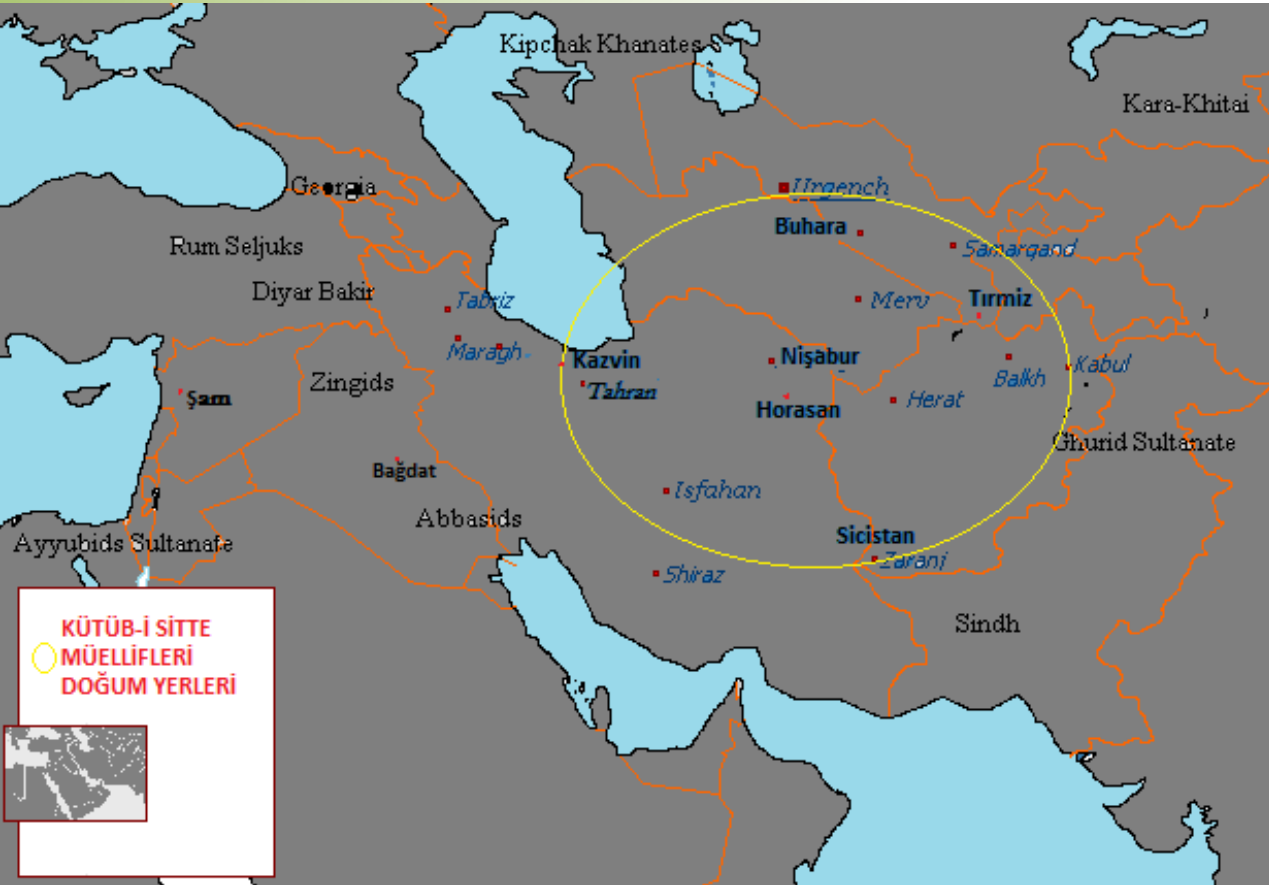 Kipchak Khanates
Kara-Khitai
Georgia
Urgench
Buhara
Rum Seljuks
Samarqand
Diyar Bakir
Tabriz
Merv
Tırmiz
Maragh
Kazvin
Nişabur
Kabul
Zingids
Tahran
Balkh
Şam
Horasan
Herat
Ghurid Sultanate
Bağdat
Isfahan
Abbasids
Sicistan
Ayyubids Sultanate
Zaranj
Shiraz
Sindh
KÜTÜB-İ SİTTE
MÜELLİFLERİ
DOĞUM YERLERİ